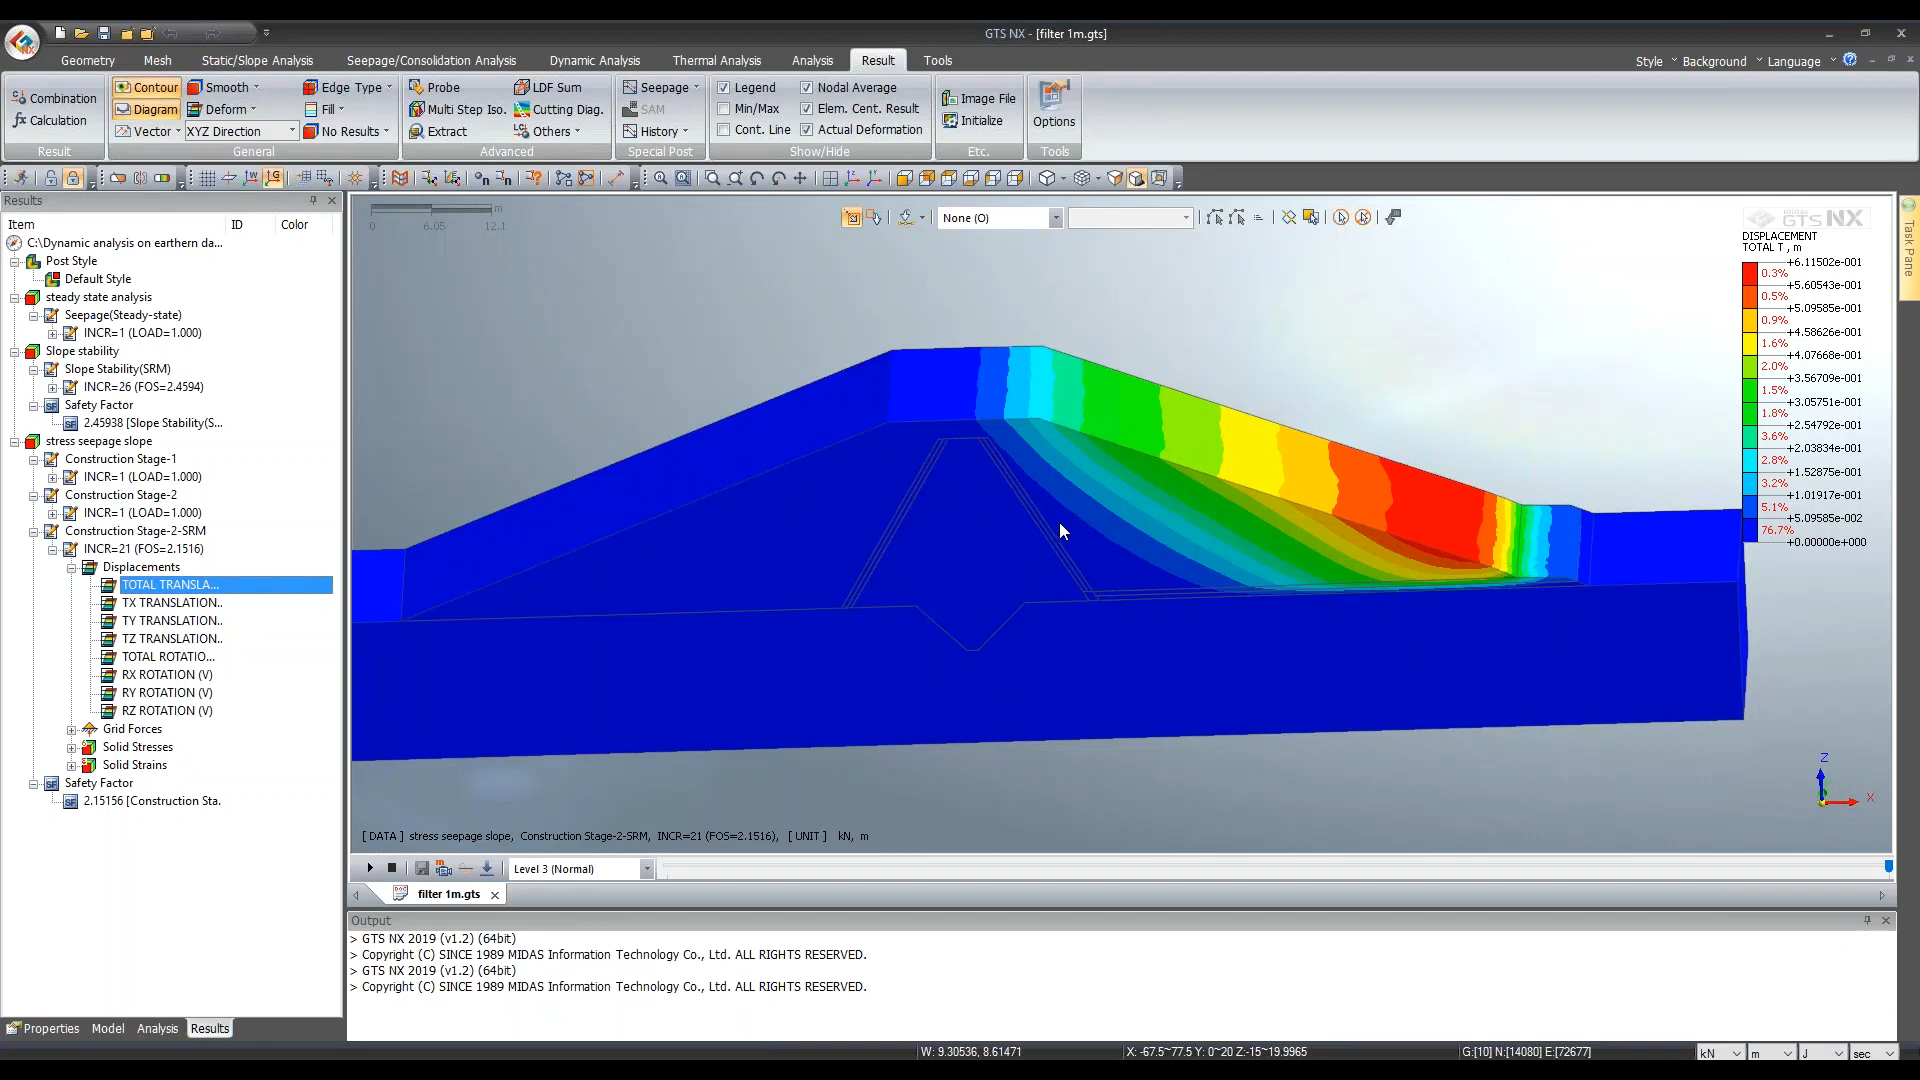 GTS NX - [filter 1m.gts]
Geometry Mesh Static/Slope Analysis Seepage/Consolidation Analysis Dynamic Analysis Thermal Analysis Analysis Result Tools
Style Background Language
Combination
Calculation
Result
Contour Smooth Edge Type
Diagram Deform Fill
Vector XYZ Direction No Results
General
Probe LDF Sum
Multi Step Iso. Cutting Diag.
Extract Others
Advanced
Seepage
SAM
History
Special Post
Legend Nodal Average
Min/Max Elem. Cent. Result
Cont. Line Actual Deformation
Show/Hide
Image File
Initialize
Etc.
Options
Tools
Results
Item ID Color
C:\Dynamic analysis on earthern da...
Post Style
Default Style
steady state analysis
Seepage(Steady-state)
INCR=1 (LOAD=1.000)
Slope stability
Slope Stability(SRM)
INCR=26 (FOS=2.4594)
Safety Factor
2.45938 [Slope Stability(S...
stress seepage slope
Construction Stage-1
INCR=1 (LOAD=1.000)
Construction Stage-2
INCR=1 (LOAD=1.000)
Construction Stage-2-SRM
INCR=21 (FOS=2.1516)
Displacements
TOTAL TRANSLA...
TX TRANSLATION..
TY TRANSLATION..
TZ TRANSLATION..
TOTAL ROTATIO...
RX ROTATION (V)
RY ROTATION (V)
RZ ROTATION (V)
Grid Forces
Solid Stresses
Solid Strains
Safety Factor
2.15156 [Construction Sta.
Properties Model Analysis Results
m
0 6.05 12.1
None (O)
GTS NX
DISPLACEMENT
TOTAL T , m
+6.11502e-001
0.3%
+5.60543e-001
0.5%
+5.09585e-001
0.9%
+4.58626e-001
1.6%
+4.07668e-001
2.0%
+3.56709e-001
1.5%
+3.05751e-001
1.8%
+2.54792e-001
3.6%
+2.03834e-001
2.8%
+1.52875e-001
3.2%
+1.01917e-001
5.1%
+5.09585e-002
76.7%
+0.00000e+000
Task Pane
Z
X
[ DATA ] stress seepage slope, Construction Stage-2-SRM, INCR=21 (FOS=2.1516), [ UNIT ] kN, m
Level 3 (Normal)
filter 1m.gts
Output
> GTS NX 2019 (v1.2) (64bit)
> Copyright (C) SINCE 1989 MIDAS Information Technology Co., Ltd. ALL RIGHTS RESERVED.
> GTS NX 2019 (v1.2) (64bit)
> Copyright (C) SINCE 1989 MIDAS Information Technology Co., Ltd. ALL RIGHTS RESERVED.
W: 9.30536, 8.61471 X: -67.5~77.5 Y: 0~20 Z:-15~19.9965 G:[10] N:[14080] E:[72677] kN m J sec